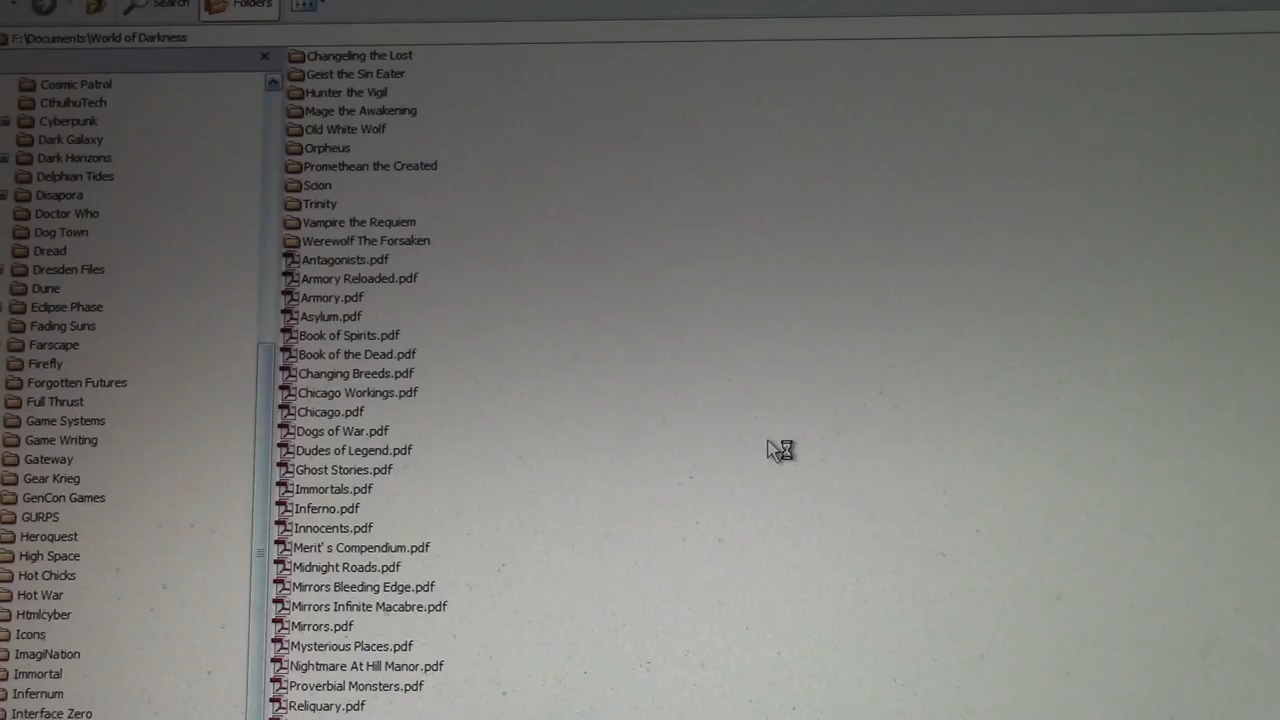 Search
Folders
F:\Documents\World of Darkness
Cosmic Patrol
CthulhuTech
Cyberpunk
Dark Galaxy
Dark Horizons
Delphian Tides
Disapora
Doctor Who
Dog Town
Dread
Dresden Files
Dune
Eclipse Phase
Fading Suns
Farscape
Firefly
Forgotten Futures
Full Thrust
Game Systems
Game Writing
Gateway
Gear Krieg
GenCon Games
GURPS
Heroquest
High Space
Hot Chicks
Hot War
Htmlcyber
Icons
ImagiNation
Immortal
Infernum
Interface Zero
Changeling the Lost
Geist the Sin Eater
Hunter the Vigil
Mage the Awakening
Old White Wolf
Orpheus
Promethean the Created
Scion
Trinity
Vampire the Requiem
Werewolf The Forsaken
Antagonists.pdf
Armory Reloaded.pdf
Armory.pdf
Asylum.pdf
Book of Spirits.pdf
Book of the Dead.pdf
Changing Breeds.pdf
Chicago Workings.pdf
Chicago.pdf
Dogs of War.pdf
Dudes of Legend.pdf
Ghost Stories.pdf
Immortals.pdf
Inferno.pdf
Innocents.pdf
Merit's Compendium.pdf
Midnight Roads.pdf
Mirrors Bleeding Edge.pdf
Mirrors Infinite Macabre.pdf
Mirrors.pdf
Mysterious Places.pdf
Nightmare At Hill Manor.pdf
Proverbial Monsters.pdf
Reliquary.pdf